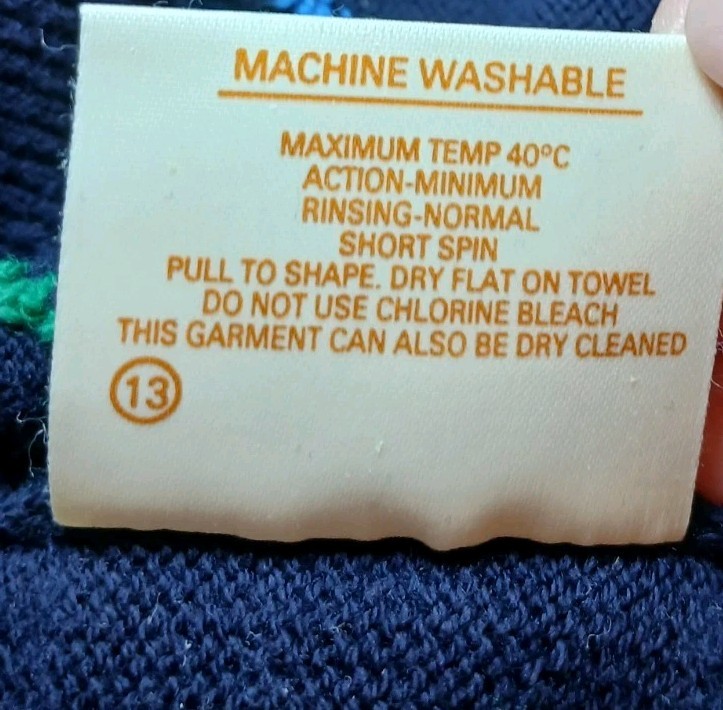 MACHINE WASHABLE
MAXIMUM TEMP 40°C
ACTION-MINIMUM
RINSING-NORMAL
SHORT SPIN
PULL TO SHAPE. DRY FLAT ON TOWEL
DO NOT USE CHLORINE BLEACH
THIS GARMENT CAN ALSO BE DRY CLEANED
13